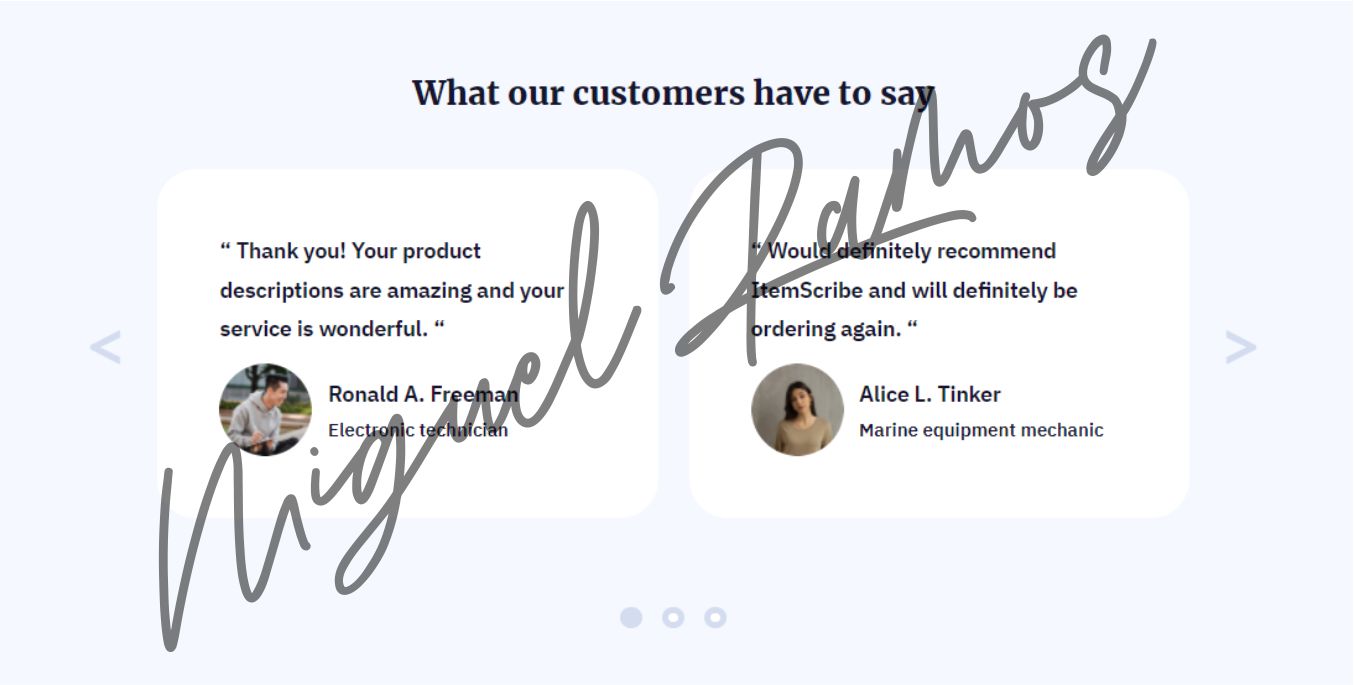 What our customers have to say
“ Thank you! Your product
descriptions are amazing and your
service is wonderful. “
Ronald A. Freeman
Electronic technician
“ Would definitely recommend
ItemScribe and will definitely be
ordering again. “
Alice L. Tinker
Marine equipment mechanic
< >
Miguel Ramos